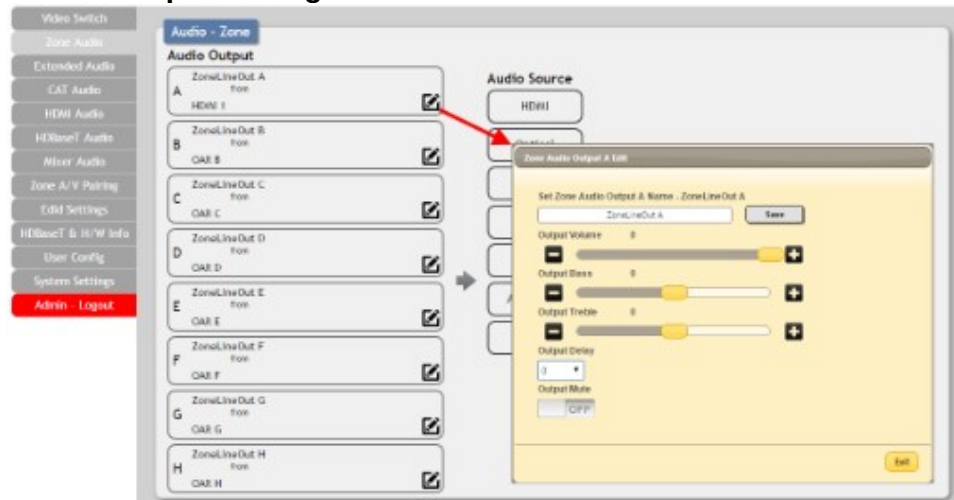 Video Switch
Zone Audio
Extended Audio
CAT Audio
HDMI Audio
HDBaseT Audio
Mixer Audio
Zone A/V Pairing
Edid Settings
HDBaseT & H/W Info
User Config
System Settings
Admin - Logout
Audio - Zone
Audio Output
A
ZoneLineOut A
from
HDMI 1
B
ZoneLineOut B
from
OAR B
C
ZoneLineOut C
from
OAR C
D
ZoneLineOut D
from
OAR D
E
ZoneLineOut E
from
OAR E
F
ZoneLineOut F
from
OAR F
G
ZoneLineOut G
from
OAR G
H
ZoneLineOut H
from
OAR H
Audio Source
HDMI
Zone Audio Output A Edit
Set Zone Audio Output A Name - ZoneLineOut A
ZoneLineOut A
Save
Output Volume 0
Output Bass 0
Output Treble 0
Output Delay
0
Output Mute
OFF
Exit